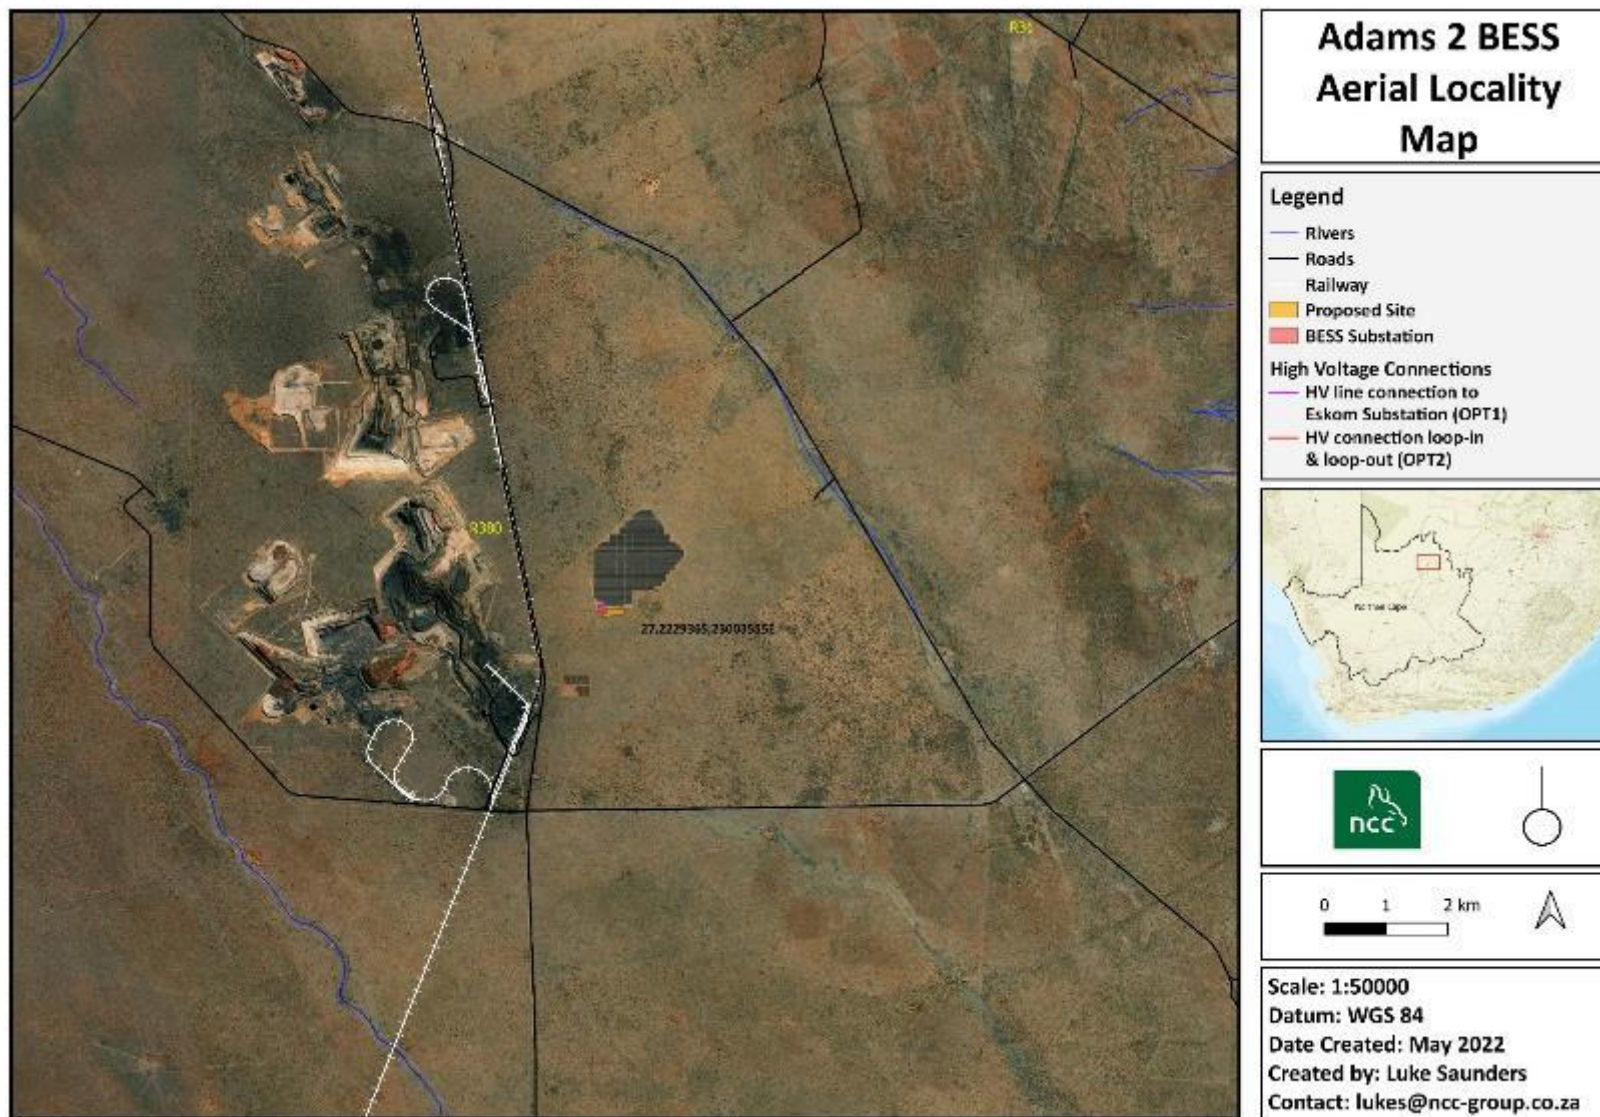 Adams 2 BESS
Aerial Locality
Map
R31
R380
Legend
Rivers
Roads
Railway
Proposed Site
BESS Substation
High Voltage Connections
HV line connection to
Eskom Substation (OPT1)
HV connection loop-in
& loop-out (OPT2)
Northern Cape
ncc
0 1 2 km
Scale: 1:50000
Datum: WGS 84
Date Created: May 2022
Created by: Luke Saunders
Contact: lukes@ncc-group.co.za